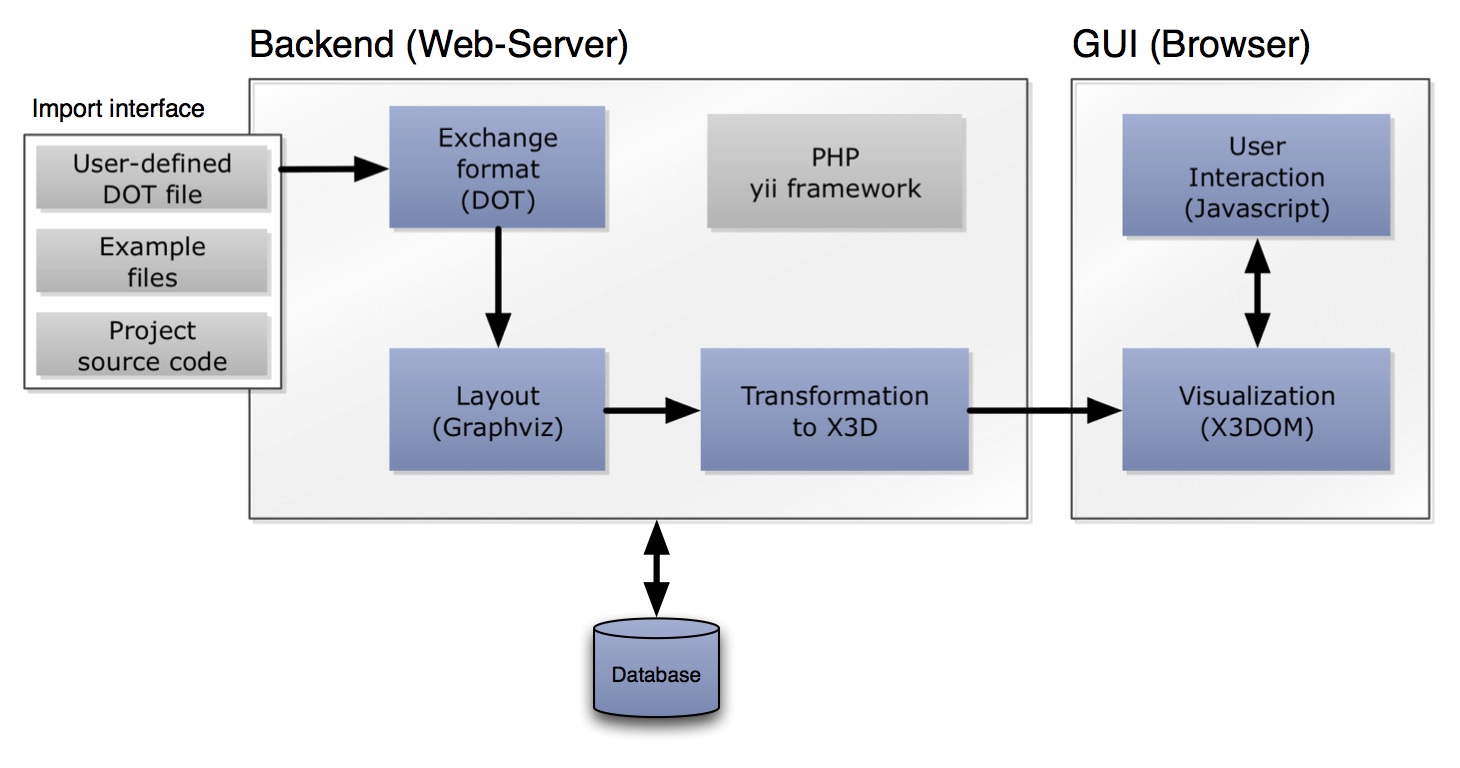 Backend (Web-Server)
GUI (Browser)
Import interface
User-defined
DOT file
Example
files
Project
source code
Exchange
format
(DOT)
PHP
yii framework
Layout
(Graphviz)
Transformation
to X3D
User
Interaction
(Javascript)
Visualization
(X3DOM)
Database